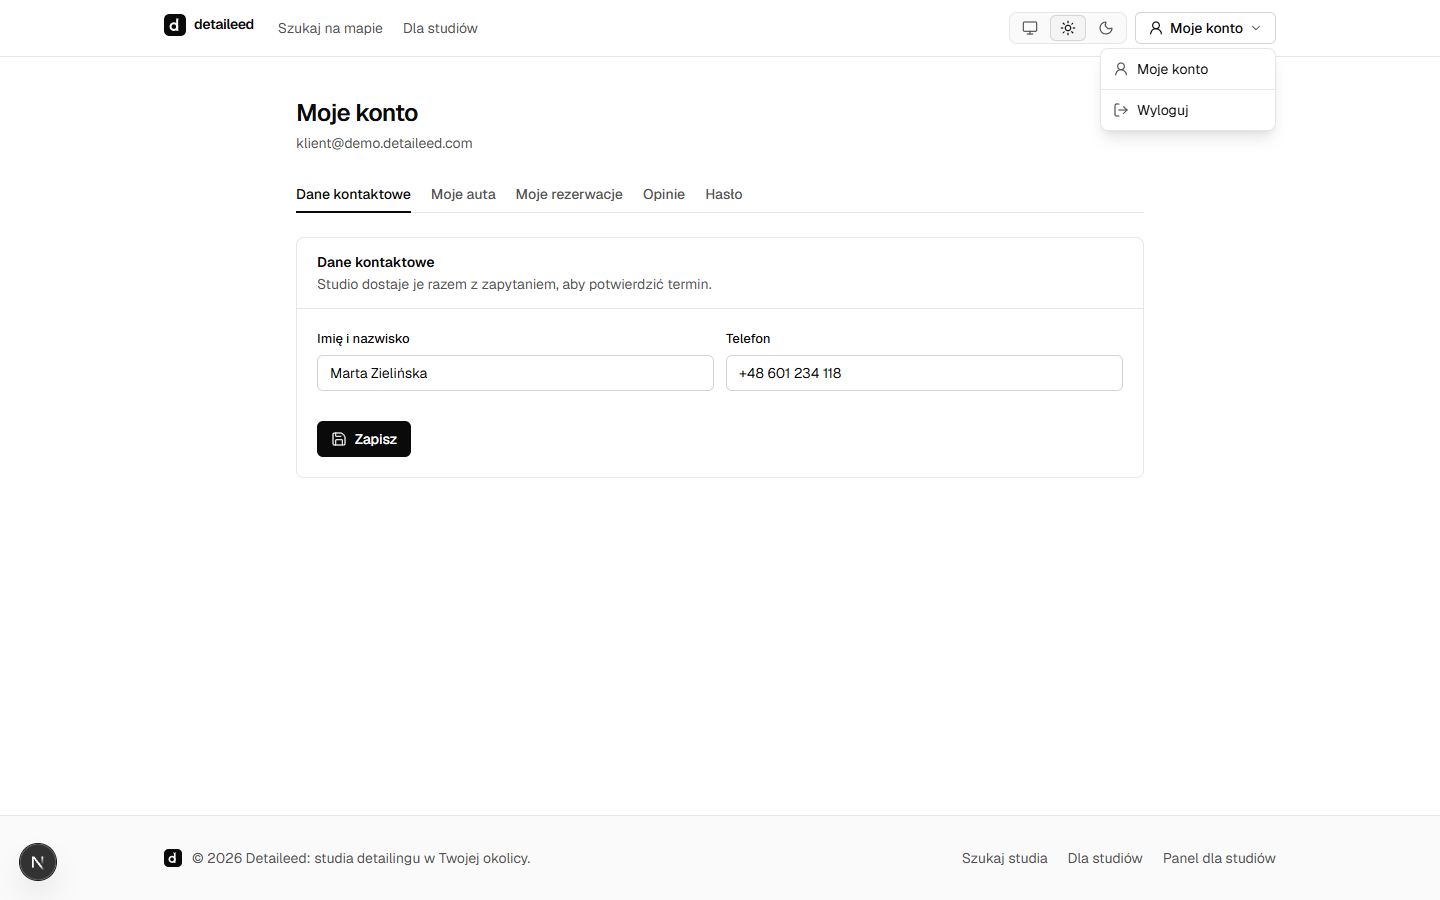 detaileed
Szukaj na mapie
Dla studiów
Moje konto
Moje konto
Wyloguj
Moje konto
klient@demo.detaileed.com
Dane kontaktowe
Moje auta
Moje rezerwacje
Opinie
Hasło
Dane kontaktowe
Studio dostaje je razem z zapytaniem, aby potwierdzić termin.
Imię i nazwisko
Telefon
Marta Zielińska
+48 601 234 118
Zapisz
© 2026 Detaileed: studia detailingu w Twojej okolicy.
Szukaj studia
Dla studiów
Panel dla studiów